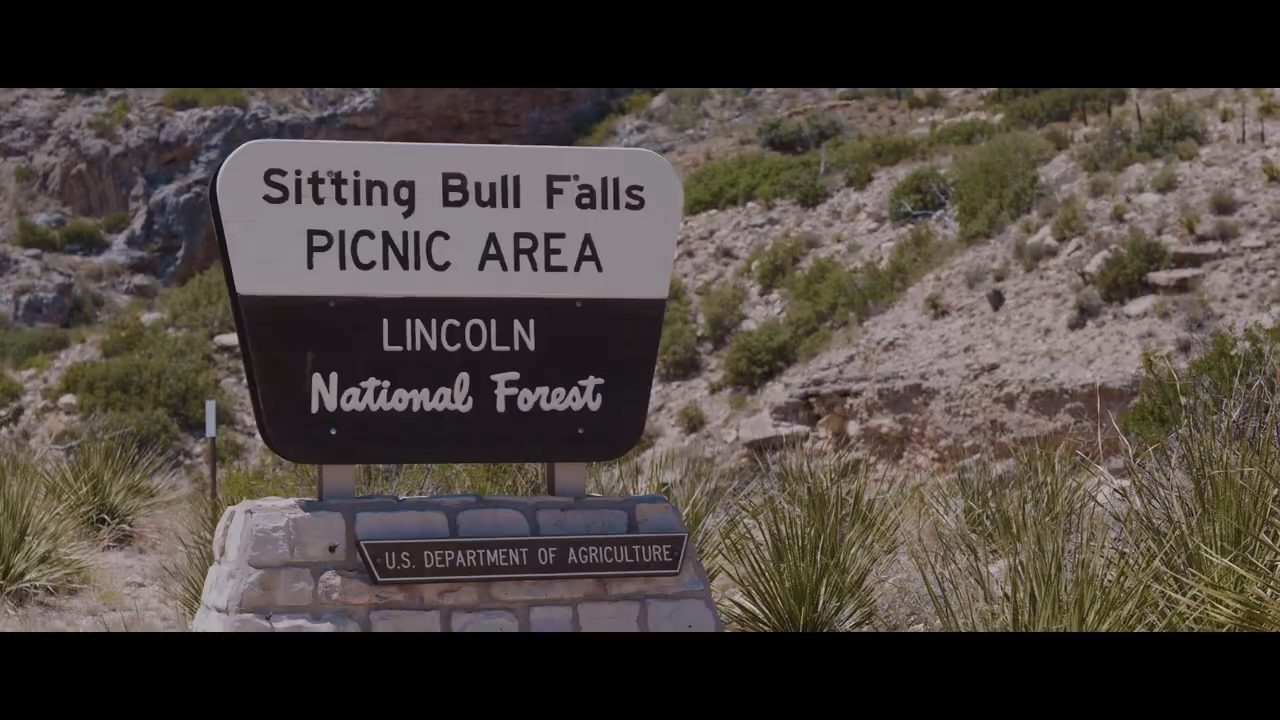 Sitting Bull Falls
PICNIC AREA
LINCOLN
National Forest
U.S. DEPARTMENT OF AGRICULTURE